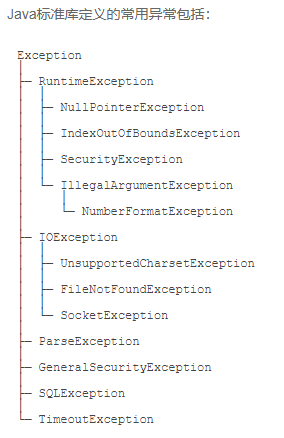 Java标准库定义的常用异常包括：
Exception
├─ RuntimeException
│  ├─ NullPointerException
│  ├─ IndexOutOfBoundsException
│  ├─ SecurityException
│  └─ IllegalArgumentException
│     └─ NumberFormatException
├─ IOException
│  ├─ UnsupportedCharsetException
│  ├─ FileNotFoundException
│  └─ SocketException
├─ ParseException
├─ GeneralSecurityException
├─ SQLException
└─ TimeoutException